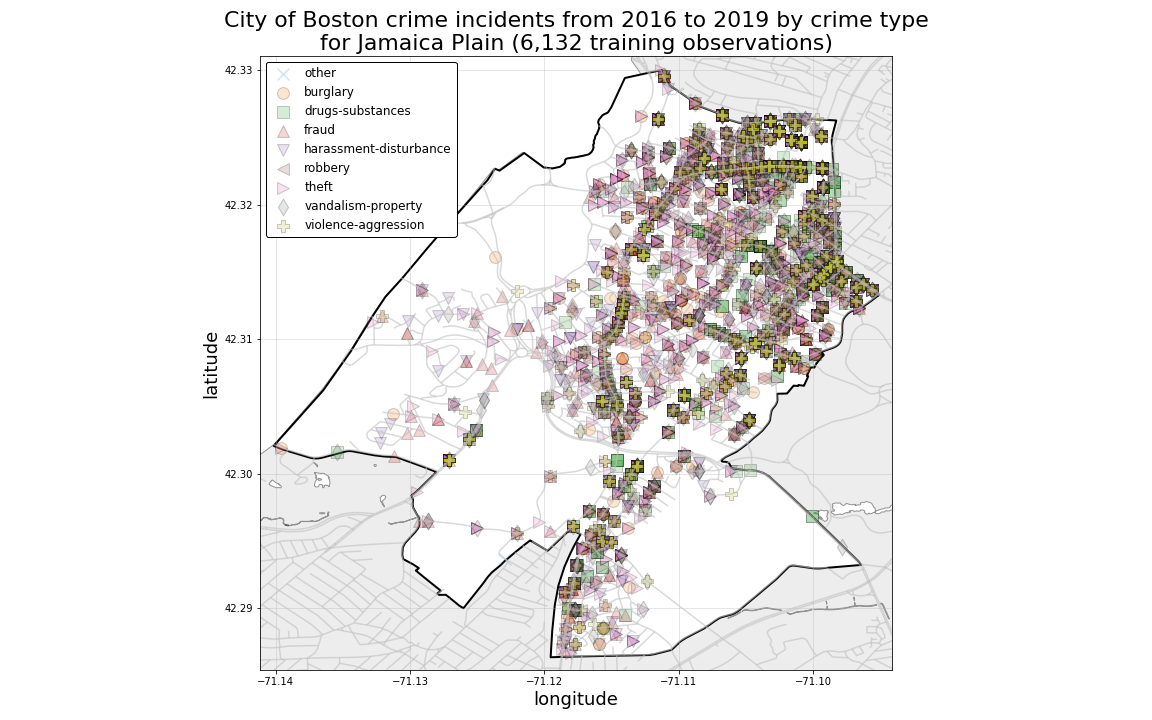 City of Boston crime incidents from 2016 to 2019 by crime type
for Jamaica Plain (6,132 training observations)
other
burglary
drugs-substances
fraud
harassment-disturbance
robbery
theft
vandalism-property
violence-aggression
42.33
42.32
42.31
42.30
42.29
latitude
−71.14
−71.13
−71.12
−71.11
−71.10
longitude